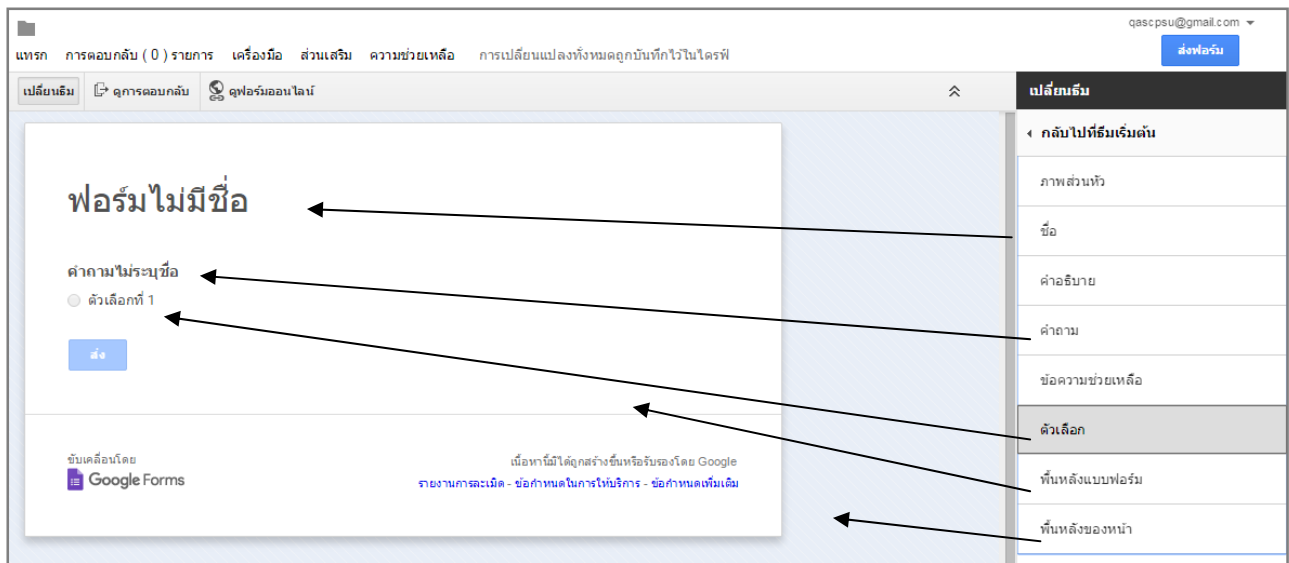 qascpsu@gmail.com
แทรก การตอบกลับ ( 0 ) รายการ เครื่องมือ ส่วนเสริม ความช่วยเหลือ การเปลี่ยนแปลงทั้งหมดถูกบันทึกไว้ในไดรฟ์
ส่งฟอร์ม
เปลี่ยนธีม ดูการตอบกลับ ดูฟอร์มออนไลน์
เปลี่ยนธีม
กลับไปที่ธีมเริ่มต้น
ภาพส่วนหัว
ชื่อ
คำอธิบาย
คำถาม
ข้อความช่วยเหลือ
ตัวเลือก
พื้นหลังแบบฟอร์ม
พื้นหลังของหน้า
ฟอร์มไม่มีชื่อ
คำถามไม่ระบุชื่อ
ตัวเลือกที่ 1
ส่ง
ขับเคลื่อนโดย
Google Forms
เนื้อหานี้มิได้ถูกสร้างขึ้นหรือรับรองโดย Google
รายงานการละเมิด - ข้อกำหนดในการให้บริการ - ข้อกำหนดเพิ่มเติม